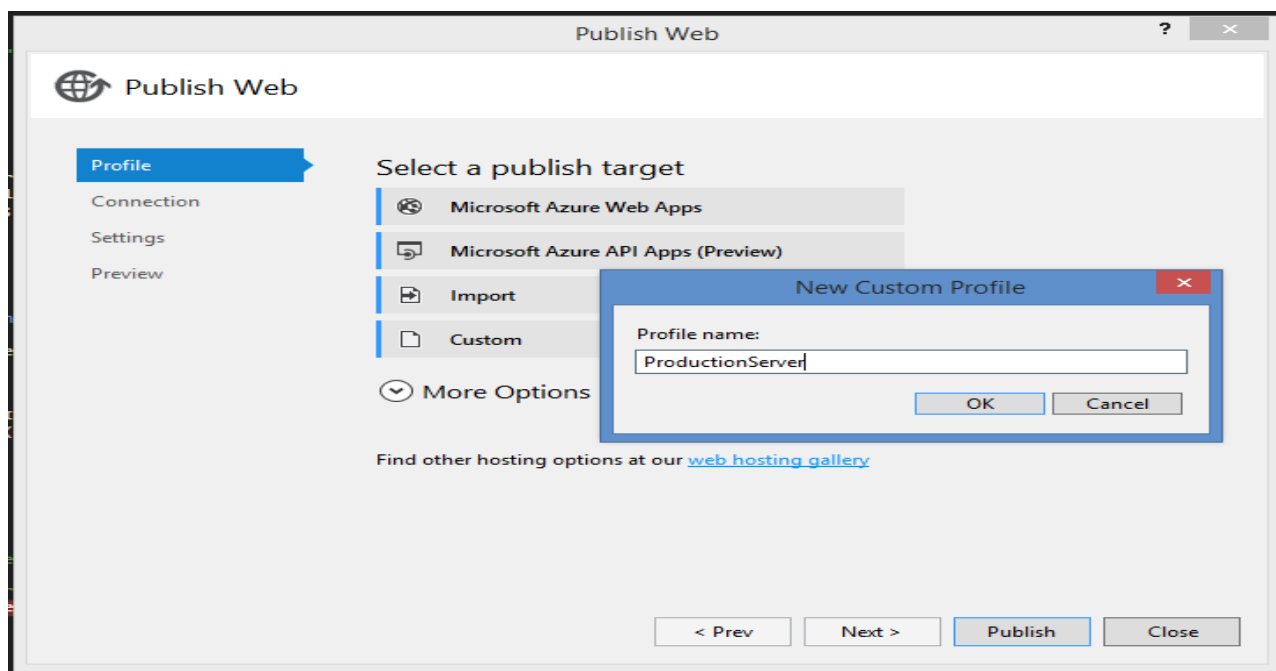 Publish Web
?
Publish Web
Profile
Connection
Settings
Preview
Select a publish target
Microsoft Azure Web Apps
Microsoft Azure API Apps (Preview)
Import
Custom
More Options
Find other hosting options at our web hosting gallery
New Custom Profile
Profile name:
ProductionServer
OK Cancel
< Prev Next > Publish Close